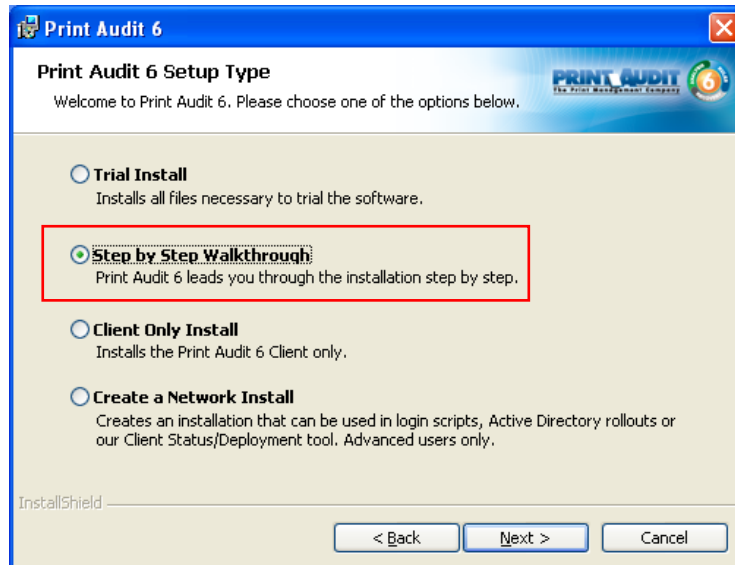 Print Audit 6
Print Audit 6 Setup Type
Welcome to Print Audit 6. Please choose one of the options below.
PRINT AUDIT 6
The Print Management Company
Trial Install
Installs all files necessary to trial the software.
Step by Step Walkthrough
Print Audit 6 leads you through the installation step by step.
Client Only Install
Installs the Print Audit 6 Client only.
Create a Network Install
Creates an installation that can be used in login scripts, Active Directory rollouts or
our Client Status/Deployment tool. Advanced users only.
InstallShield
< Back Next > Cancel